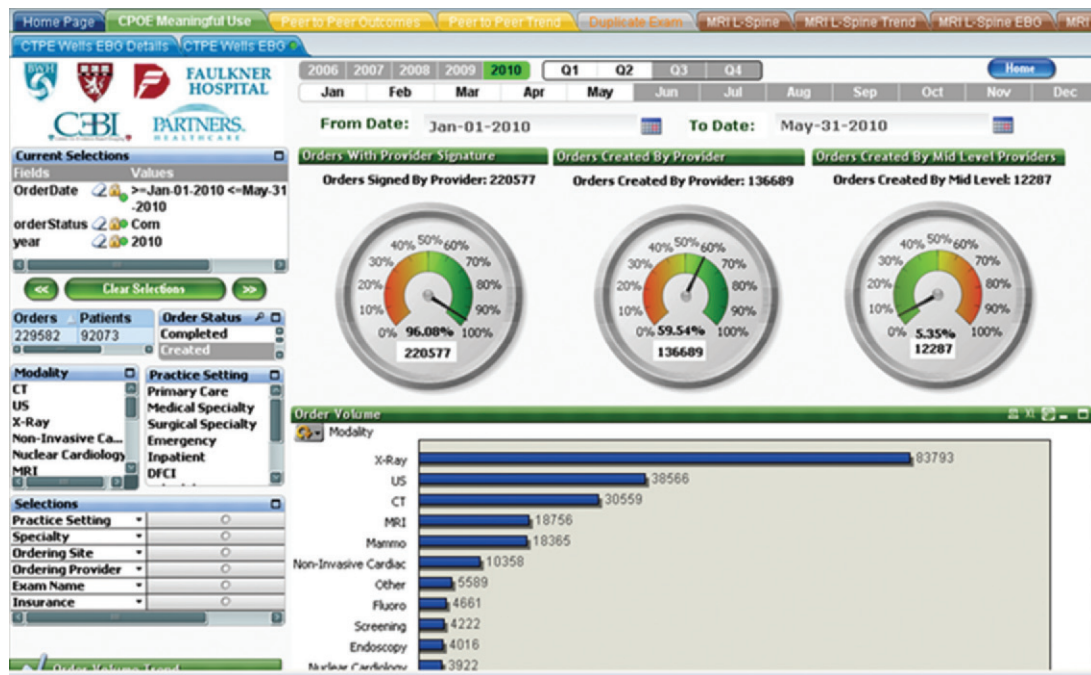 Home Page CPOE Meaningful Use Peer to Peer Outcomes Peer to Peer Trend Duplicate Exam MRI L-Spine MRI L-Spine Trend MRI L-Spine EBG MRI
CTPE Wells EBG Details CTPE Wells EBG
BWH
FAULKNER
HOSPITAL
CEBI
PARTNERS.
HEALTHCARE
2006 2007 2008 2009 2010 Q1 Q2 Q3 Q4 Home
Jan Feb Mar Apr May Jun Jul Aug Sep Oct Nov Dec
From Date: Jan-01-2010 To Date: May-31-2010
Current Selections
Fields Values
OrderDate >=Jan-01-2010 <=May-31
-2010
orderStatus Com
year 2010
<< Clear Selections >>
Orders Patients
229582 92073
Order Status
Completed
Created
Modality
CT
US
X-Ray
Non-Invasive Ca...
Nuclear Cardiology
MRI
Practice Setting
Primary Care
Medical Specialty
Surgical Specialty
Emergency
Inpatient
DFCI
Selections
Practice Setting
Specialty
Ordering Site
Ordering Provider
Exam Name
Insurance
Order Volume Trend
Orders With Provider Signature
Orders Signed By Provider: 220577
0% 10% 20% 30% 40% 50% 60% 70% 80% 90% 100%
96.08%
220577
Orders Created By Provider
Orders Created By Provider: 136689
0% 10% 20% 30% 40% 50% 60% 70% 80% 90% 100%
59.54%
136689
Orders Created By Mid Level Providers
Orders Created By Mid Level: 12287
0% 10% 20% 30% 40% 50% 60% 70% 80% 90% 100%
5.35%
12287
Order Volume
XL
Modality
X-Ray 83793
US 38566
CT 30559
MRI 18756
Mammo 18365
Non-Invasive Cardiac 10358
Other 5589
Fluoro 4661
Screening 4222
Endoscopy 4016
Nuclear Cardiology 3922